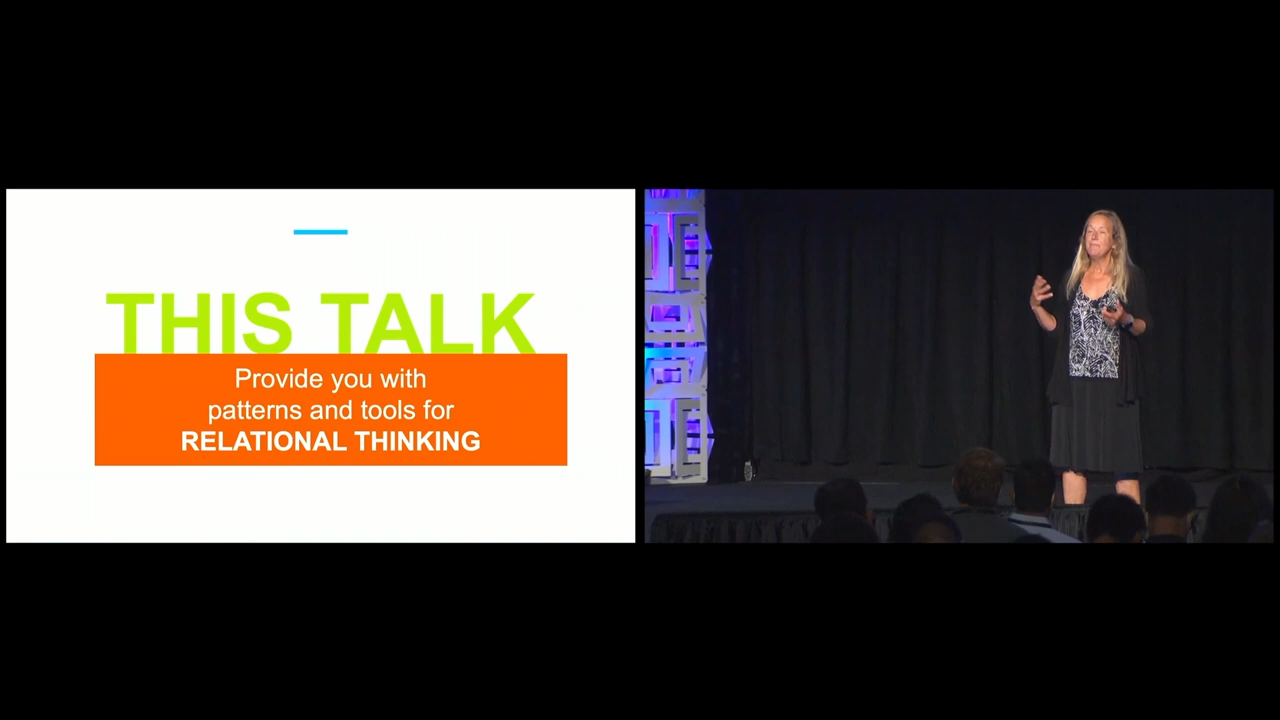 THIS TALK
Provide you with
patterns and tools for
RELATIONAL THINKING